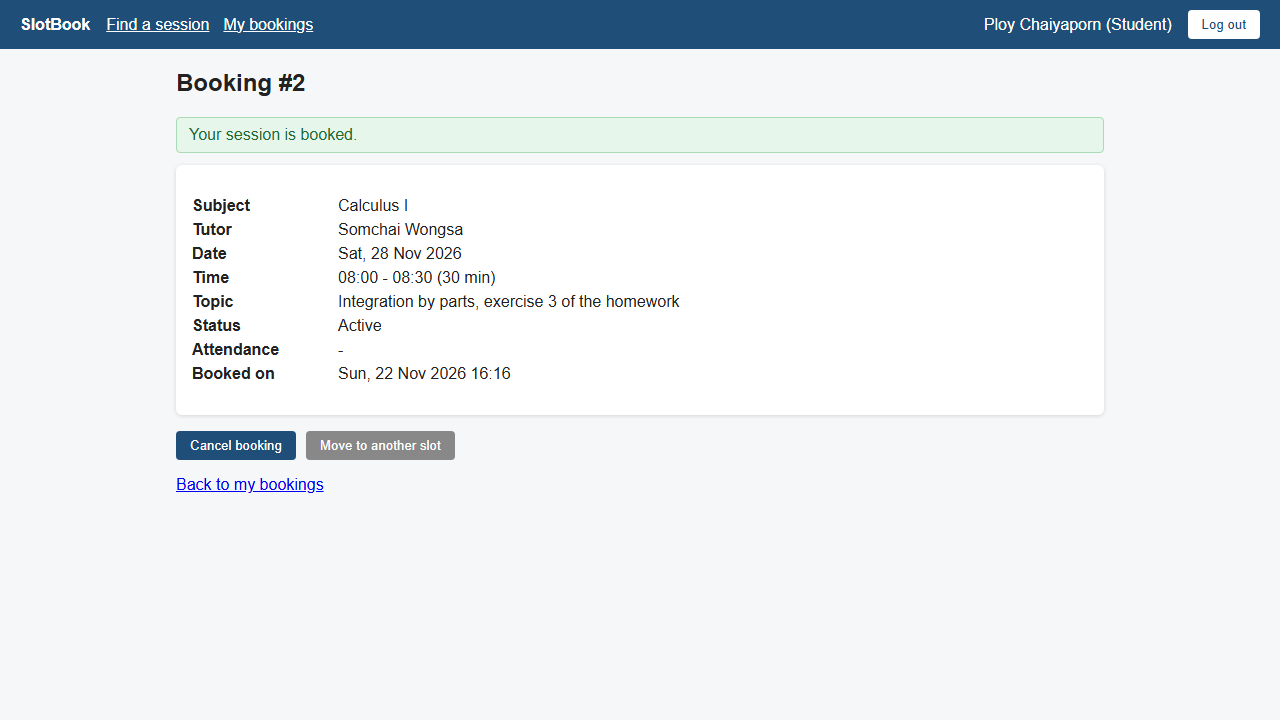 SlotBook Find a session My bookings Ploy Chaiyaporn (Student) Log out
Booking #2
Your session is booked.
Subject Calculus I
Tutor Somchai Wongsa
Date Sat, 28 Nov 2026
Time 08:00 - 08:30 (30 min)
Topic Integration by parts, exercise 3 of the homework
Status Active
Attendance -
Booked on Sun, 22 Nov 2026 16:16
Cancel booking Move to another slot
Back to my bookings